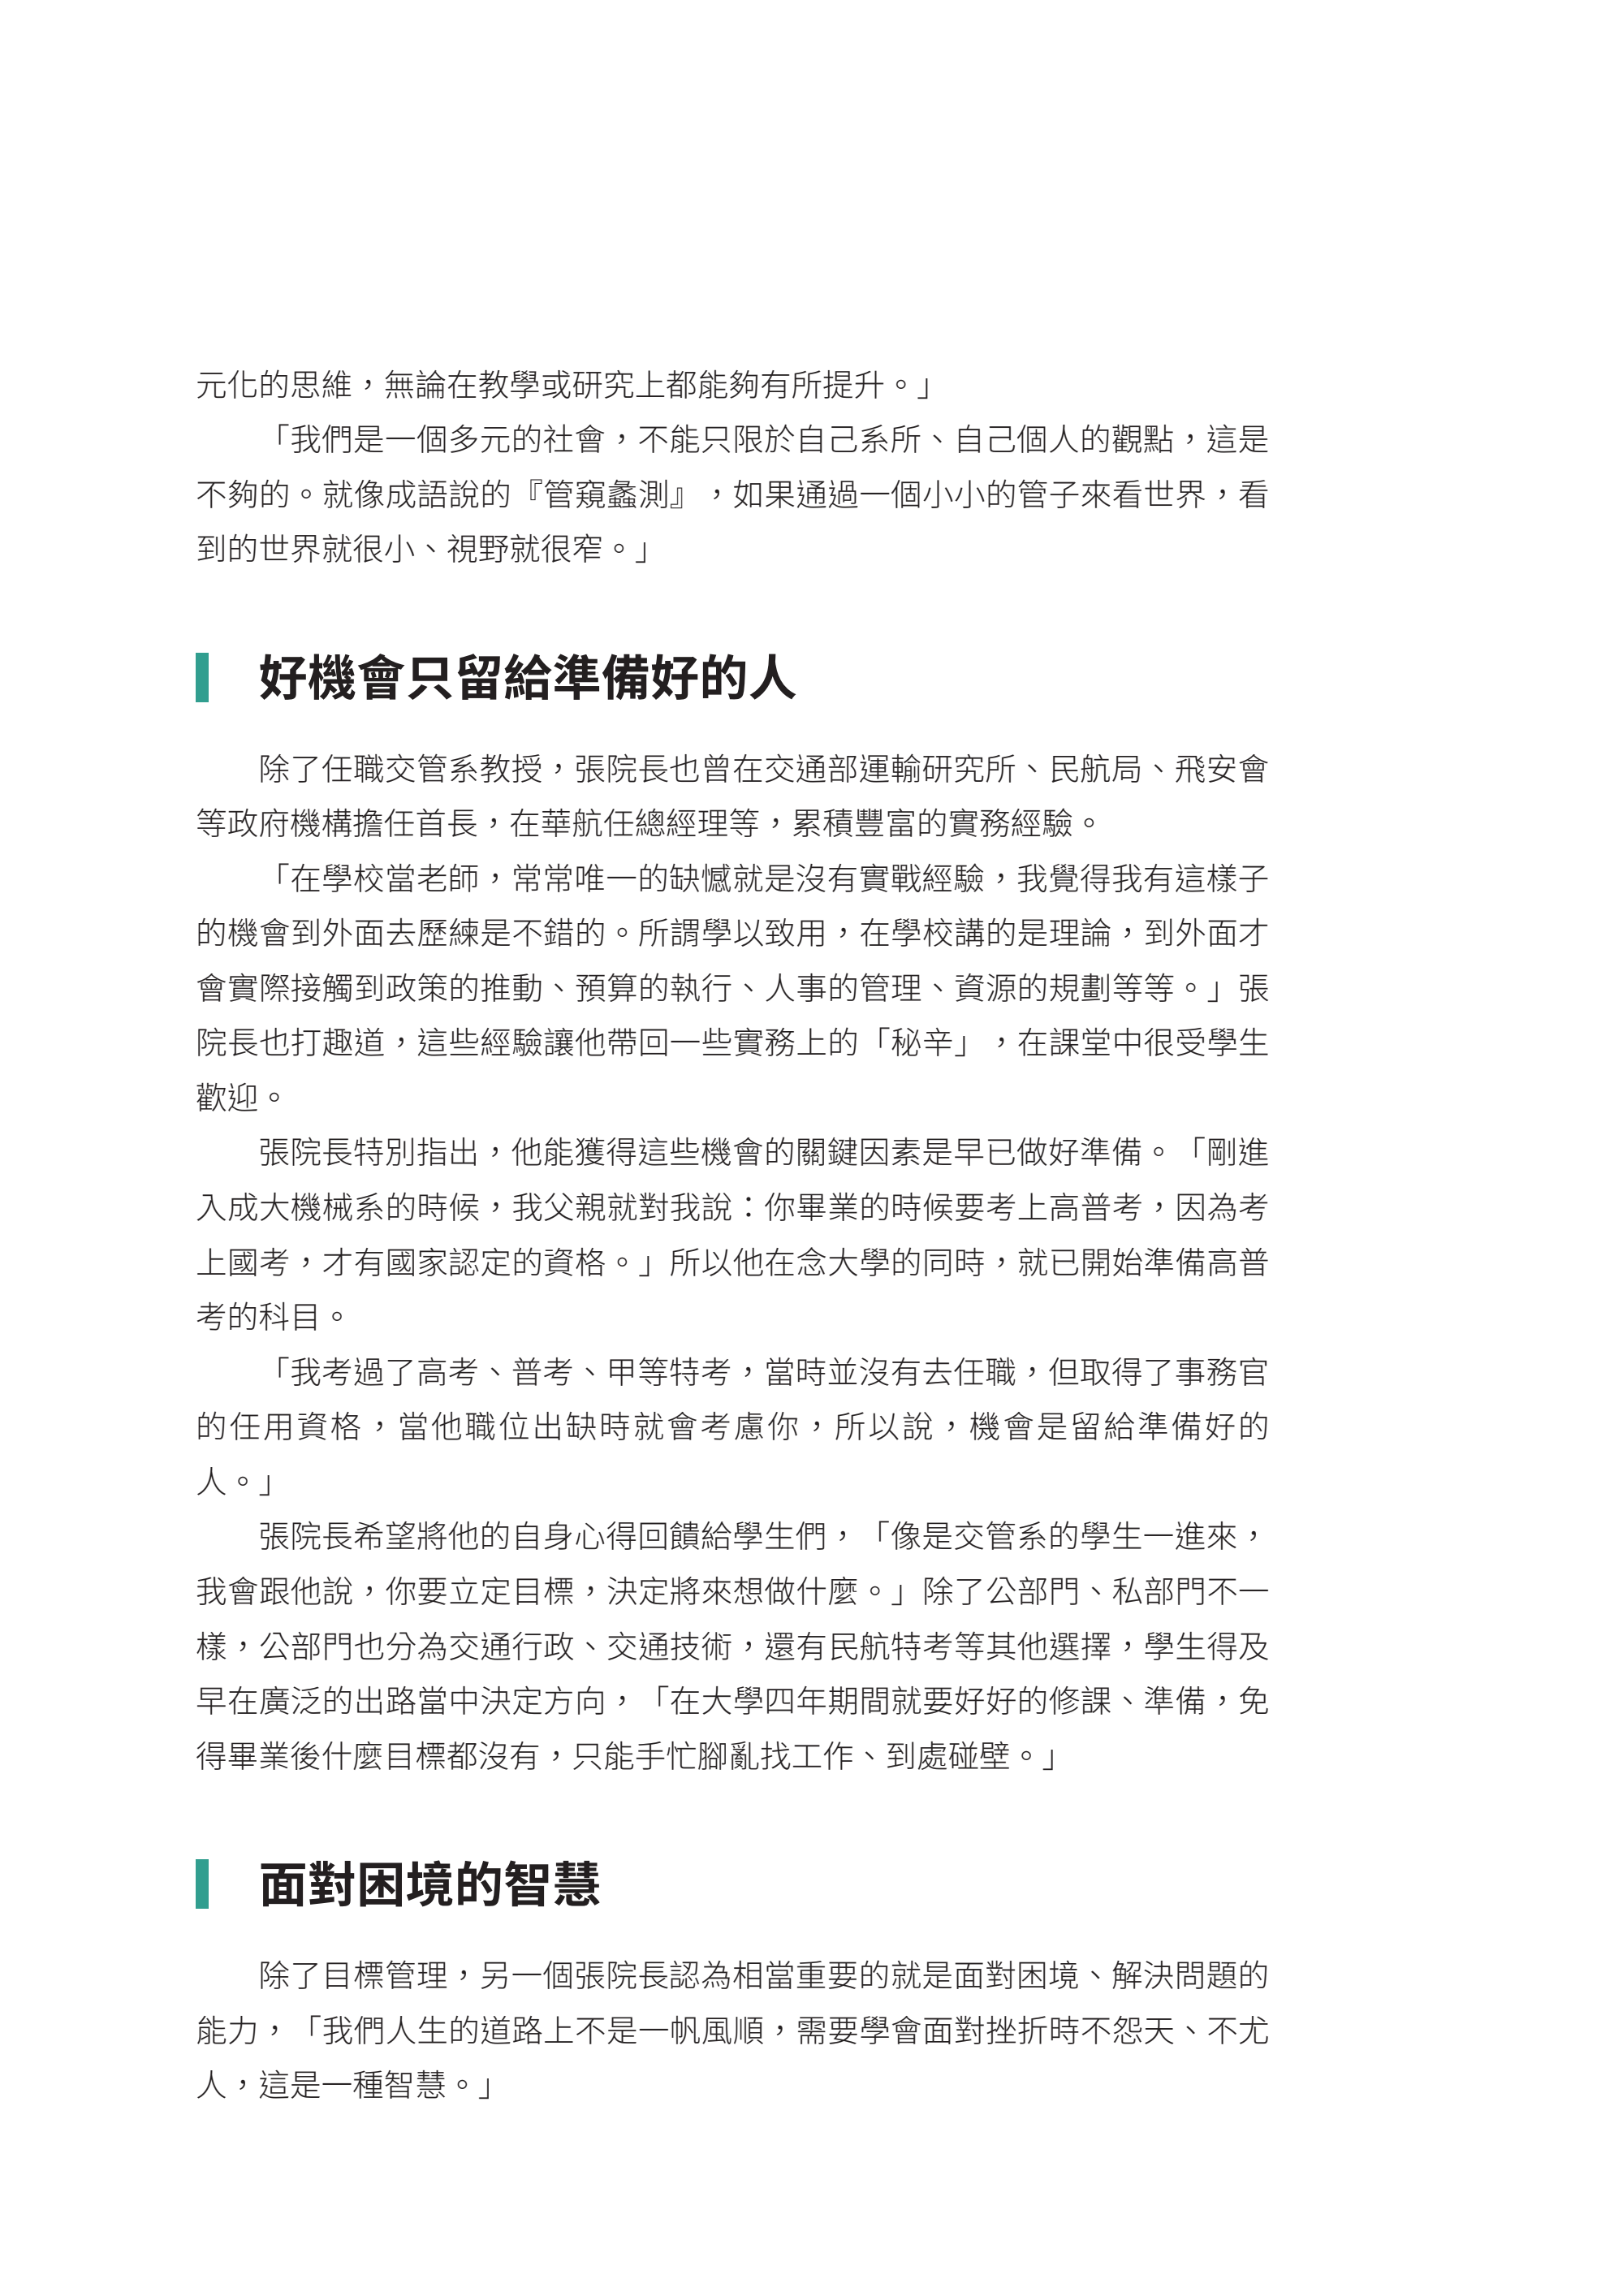 元化的思維，無論在教學或研究上都能夠有所提升。」
「我們是一個多元的社會，不能只限於自己系所、自己個人的觀點，這是
不夠的。就像成語說的『管窺蠡測』，如果通過一個小小的管子來看世界，看
到的世界就很小、視野就很窄。」
好機會只留給準備好的人
除了任職交管系教授，張院長也曾在交通部運輸研究所、民航局、飛安會
等政府機構擔任首長，在華航任總經理等，累積豐富的實務經驗。
「在學校當老師，常常唯一的缺憾就是沒有實戰經驗，我覺得我有這樣子
的機會到外面去歷練是不錯的。所謂學以致用，在學校講的是理論，到外面才
會實際接觸到政策的推動、預算的執行、人事的管理、資源的規劃等等。」張
院長也打趣道，這些經驗讓他帶回一些實務上的「秘辛」，在課堂中很受學生
歡迎。
張院長特別指出，他能獲得這些機會的關鍵因素是早已做好準備。「剛進
入成大機械系的時候，我父親就對我說：你畢業的時候要考上高普考，因為考
上國考，才有國家認定的資格。」所以他在念大學的同時，就已開始準備高普
考的科目。
「我考過了高考、普考、甲等特考，當時並沒有去任職，但取得了事務官
的任用資格，當他職位出缺時就會考慮你，所以說，機會是留給準備好的
人。」
張院長希望將他的自身心得回饋給學生們，「像是交管系的學生一進來，
我會跟他說，你要立定目標，決定將來想做什麼。」除了公部門、私部門不一
樣，公部門也分為交通行政、交通技術，還有民航特考等其他選擇，學生得及
早在廣泛的出路當中決定方向，「在大學四年期間就要好好的修課、準備，免
得畢業後什麼目標都沒有，只能手忙腳亂找工作、到處碰壁。」
面對困境的智慧
除了目標管理，另一個張院長認為相當重要的就是面對困境、解決問題的
能力，「我們人生的道路上不是一帆風順，需要學會面對挫折時不怨天、不尤
人，這是一種智慧。」